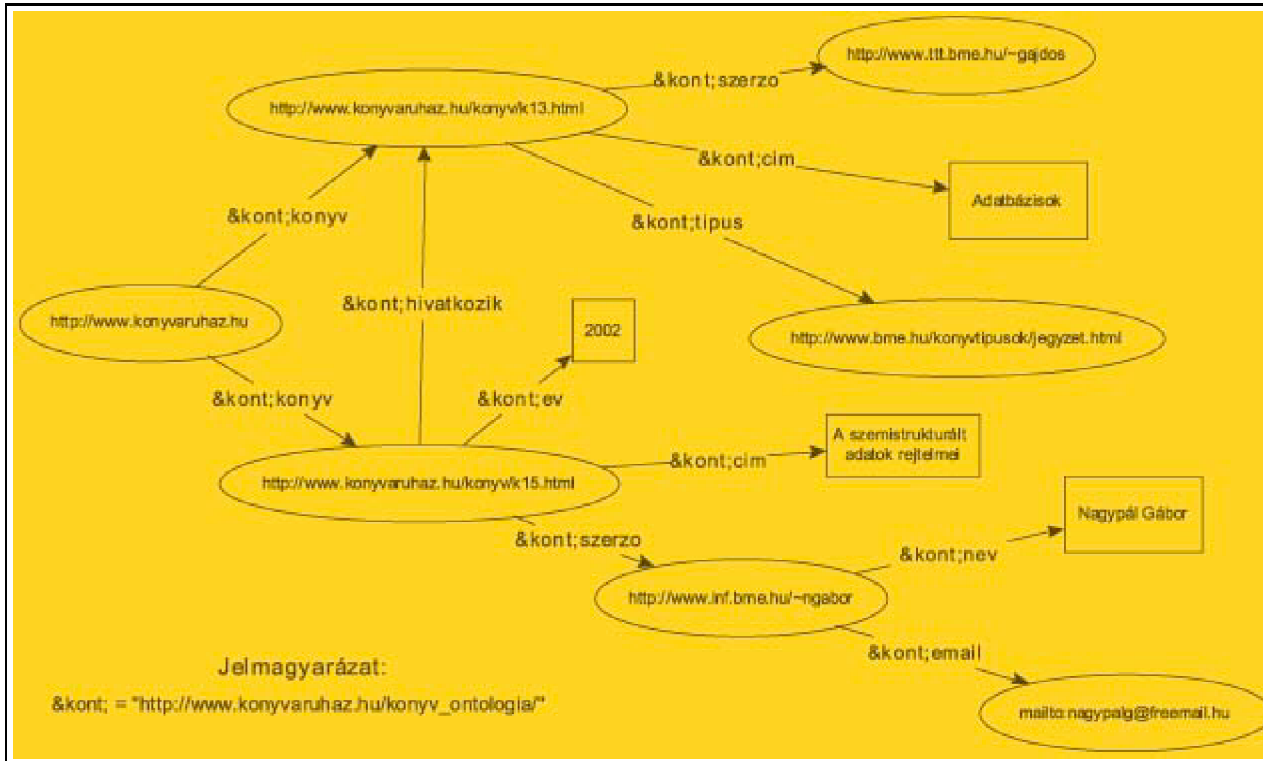 http://www.ttt.bme.hu/~gajdos
&kont;szerzo
http://www.konyvaruhaz.hu/konyv/k13.html
&kont;cim
Adatbázisok
&kont;konyv
&kont;tipus
&kont;hivatkozik
http://www.konyvaruhaz.hu
2002
http://www.bme.hu/konyvtipusok/jegyzet.html
&kont;konyv
&kont;ev
A szemistrukturált
adatok rejtelmei
&kont;cim
http://www.konyvaruhaz.hu/konyv/k15.html
Nagypál Gábor
&kont;szerzo
&kont;nev
http://www.inf.bme.hu/~ngabor
&kont;email
Jelmagyarázat:
&kont; = "http://www.konyvaruhaz.hu/konyv_ontologia/"
mailto:nagypalg@freemail.hu